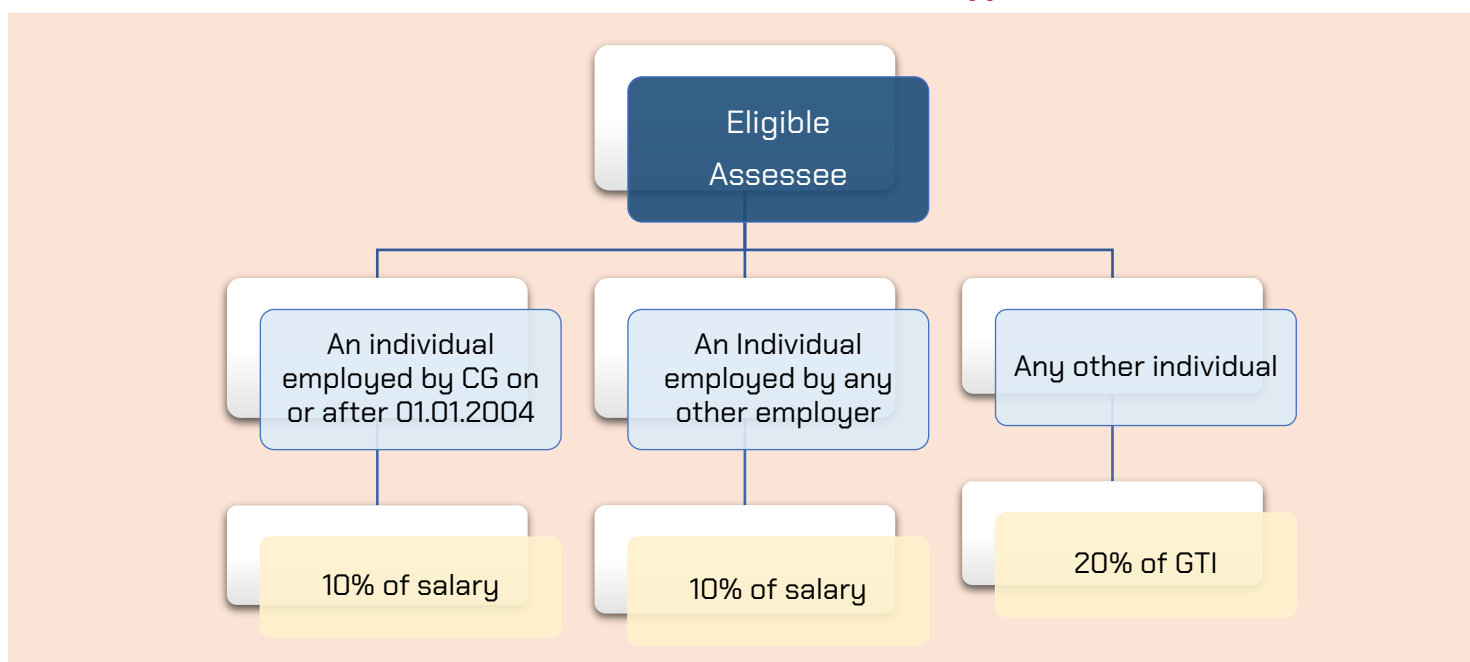 Eligible
Assessee
An individual
employed by CG on
or after 01.01.2004
An Individual
employed by any
other employer
Any other individual
10% of salary
10% of salary
20% of GTI